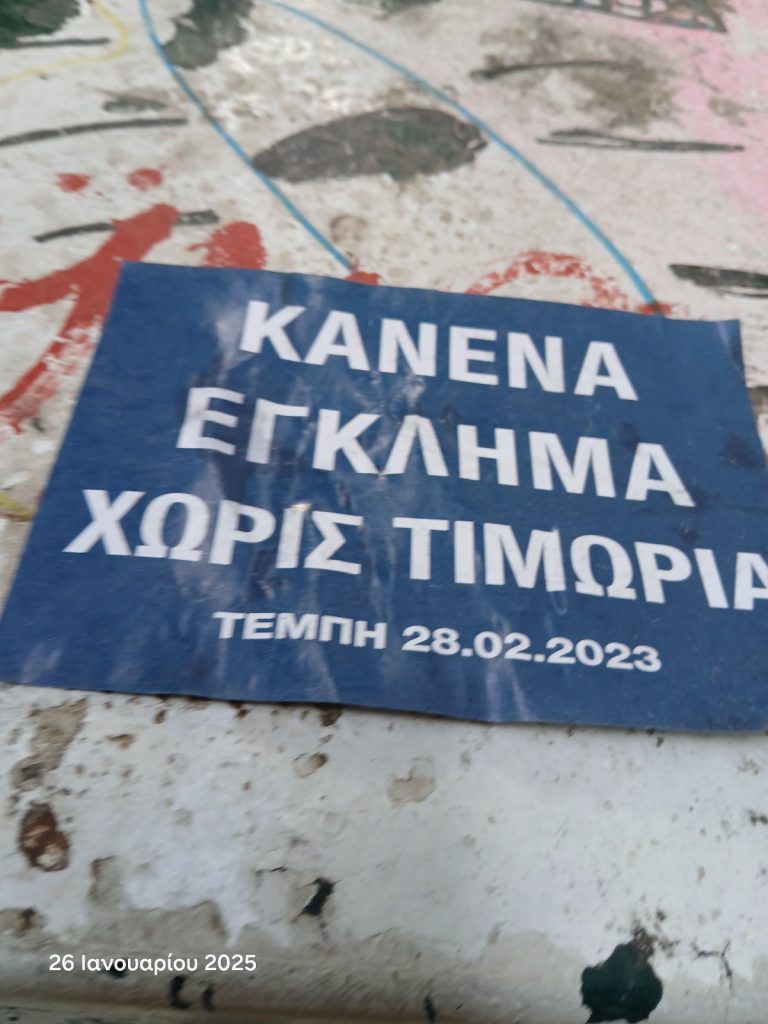 ΚΑΝΕΝΑ
ΕΓΚΛΗΜΑ
ΧΩΡΙΣ ΤΙΜΩΡΙΑ
ΤΕΜΠΗ 28.02.2023
26 Ιανουαρίου 2025